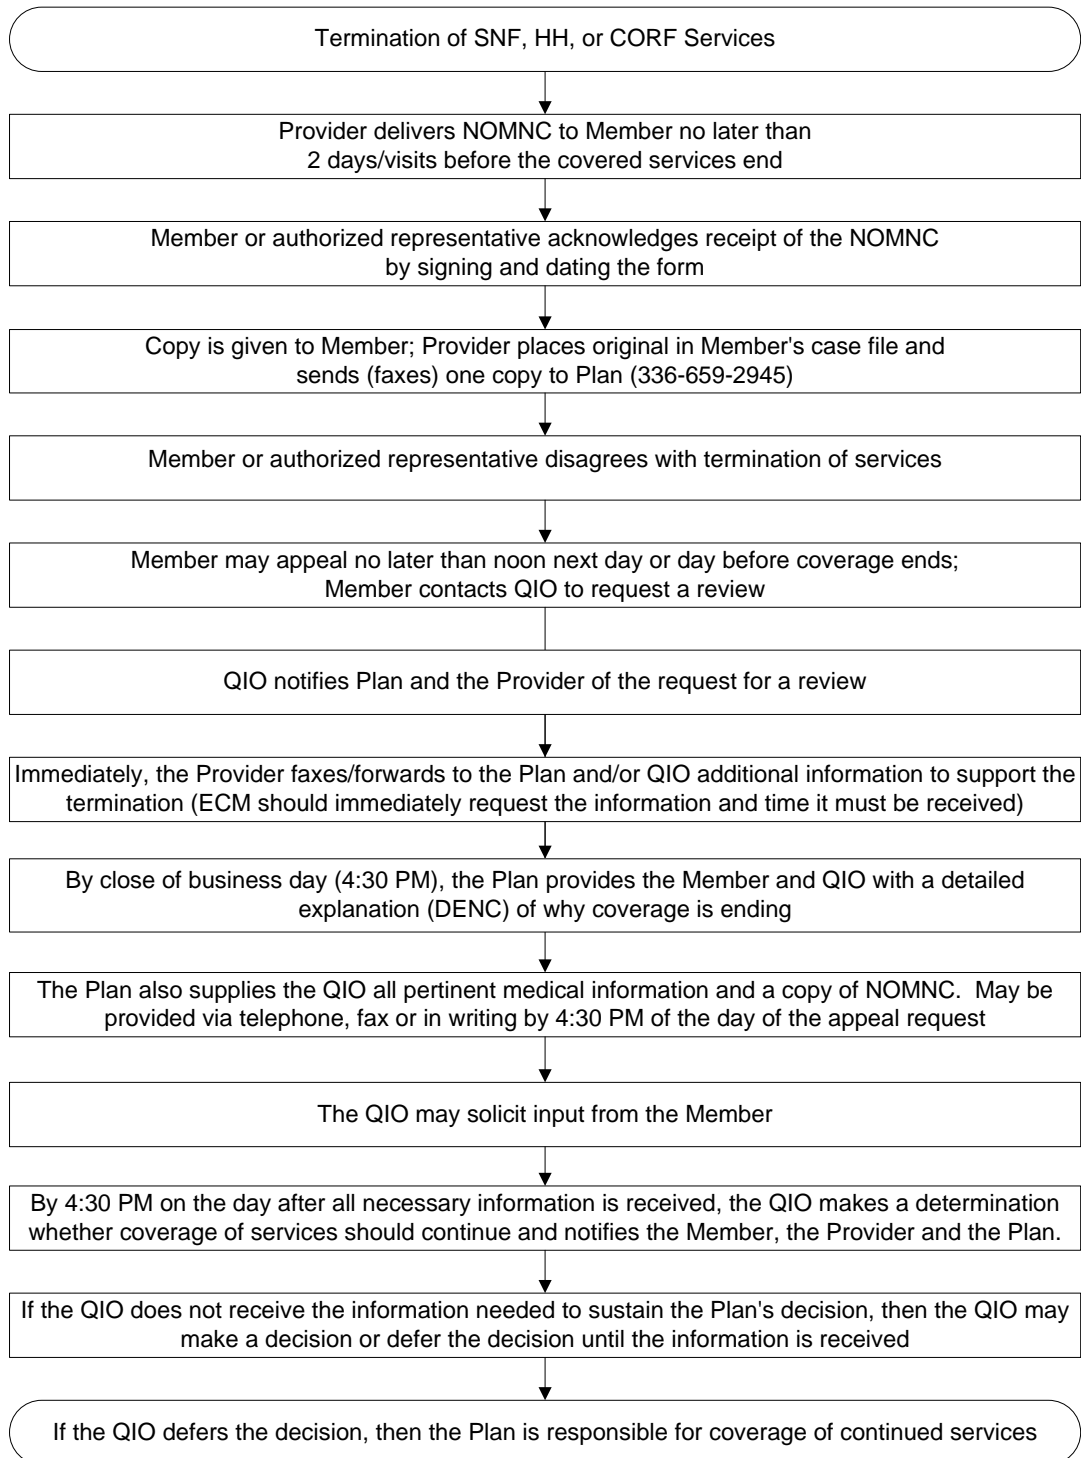 Termination of SNF, HH, or CORF Services
Provider delivers NOMNC to Member no later than
2 days/visits before the covered services end
Member or authorized representative acknowledges receipt of the NOMNC
by signing and dating the form
Copy is given to Member; Provider places original in Member's case file and
sends (faxes) one copy to Plan (336-659-2945)
Member or authorized representative disagrees with termination of services
Member may appeal no later than noon next day or day before coverage ends;
Member contacts QIO to request a review
QIO notifies Plan and the Provider of the request for a review
Immediately, the Provider faxes/forwards to the Plan and/or QIO additional information to support the
termination (ECM should immediately request the information and time it must be received)
By close of business day (4:30 PM), the Plan provides the Member and QIO with a detailed
explanation (DENC) of why coverage is ending
The Plan also supplies the QIO all pertinent medical information and a copy of NOMNC.  May be
provided via telephone, fax or in writing by 4:30 PM of the day of the appeal request
The QIO may solicit input from the Member
By 4:30 PM on the day after all necessary information is received, the QIO makes a determination
whether coverage of services should continue and notifies the Member, the Provider and the Plan.
If the QIO does not receive the information needed to sustain the Plan's decision, then the QIO may
make a decision or defer the decision until the information is received
If the QIO defers the decision, then the Plan is responsible for coverage of continued services